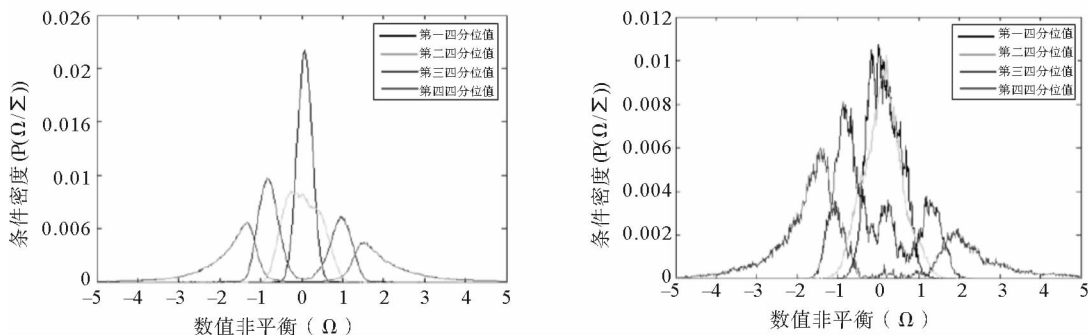 0.026
0.02
0.016
0.01
0.006
0
-5
-4
-3
-2
-1
0
1
2
3
4
5
条件密度(P(Ω/Σ))
数值非平衡(Ω)
第一四分位值
第二四分位值
第三四分位值
第四四分位值
0.012
0.01
0.008
0.006
0.004
0.002
0
-5
-4
-3
-2
-1
0
1
2
3
4
5
条件密度(P(Ω/Σ))
数值非平衡(Ω)
第一四分位值
第二四分位值
第三四分位值
第四四分位值